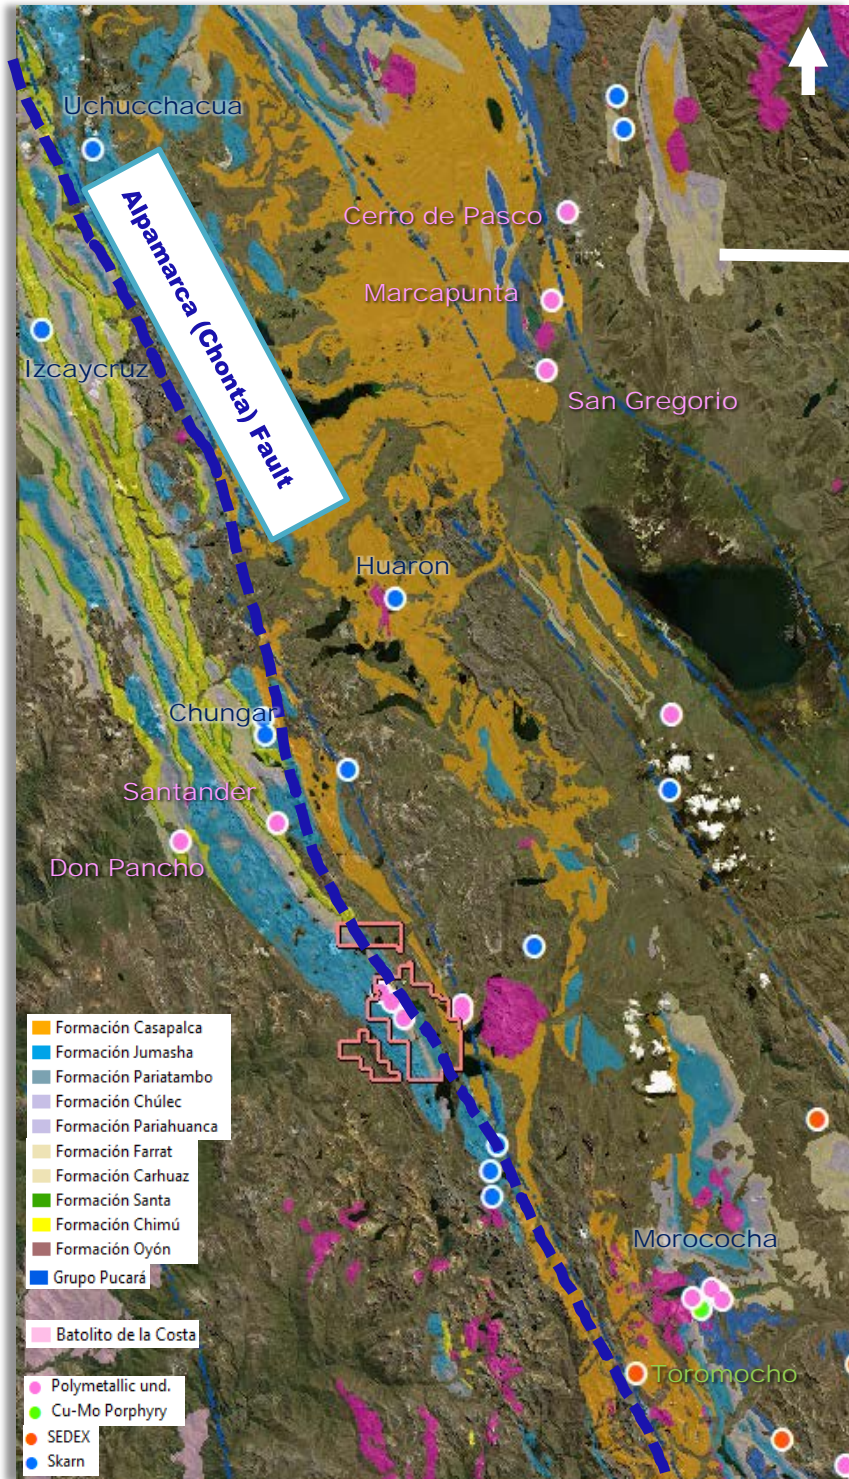 Uchucchacua
Alpamarca (Chonta) Fault
Cerro de Pasco
Marcapunta
Izcaycruz
San Gregorio
Huaron
Chungar
Santander
Don Pancho
Formación Casapalca
Formación Jumasha
Formación Pariatambo
Formación Chúlec
Formación Pariahuanca
Formación Farrat
Formación Carhuaz
Formación Santa
Formación Chimú
Formación Oyón
Grupo Pucará
Morococha
Batolito de la Costa
Toromocho
Polymetallic und.
Cu-Mo Porphyry
SEDEX
Skarn